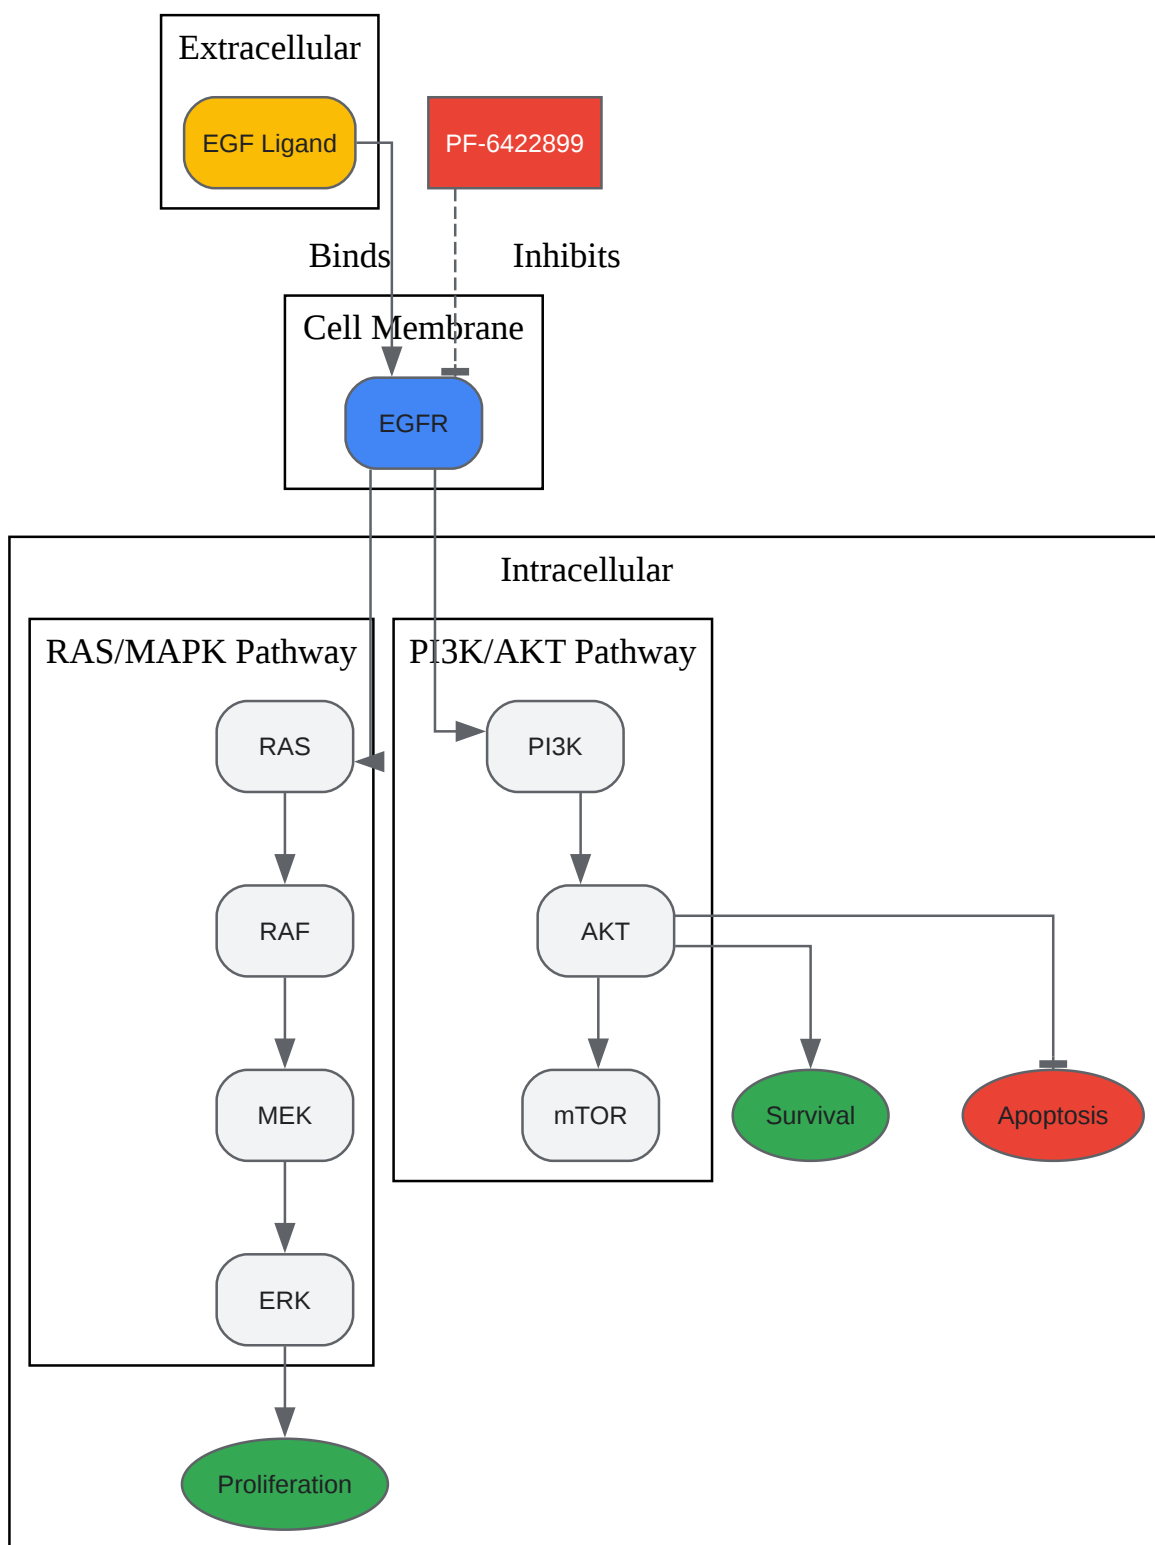 Extracellular
EGF Ligand
PF-6422899
Binds
Inhibits
Cell Membrane
EGFR
Intracellular
RAS/MAPK Pathway
PI3K/AKT Pathway
RAS
PI3K
RAF
AKT
MEK
mTOR
Survival
Apoptosis
ERK
Proliferation